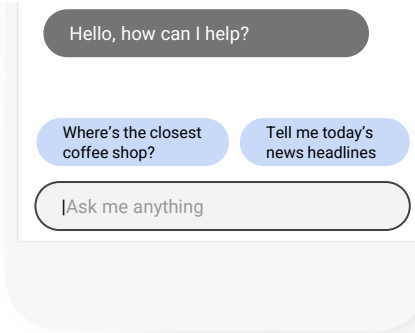 Hello, how can I help?
Where's the closest
coffee shop?
Tell me today's
news headlines
Ask me anything